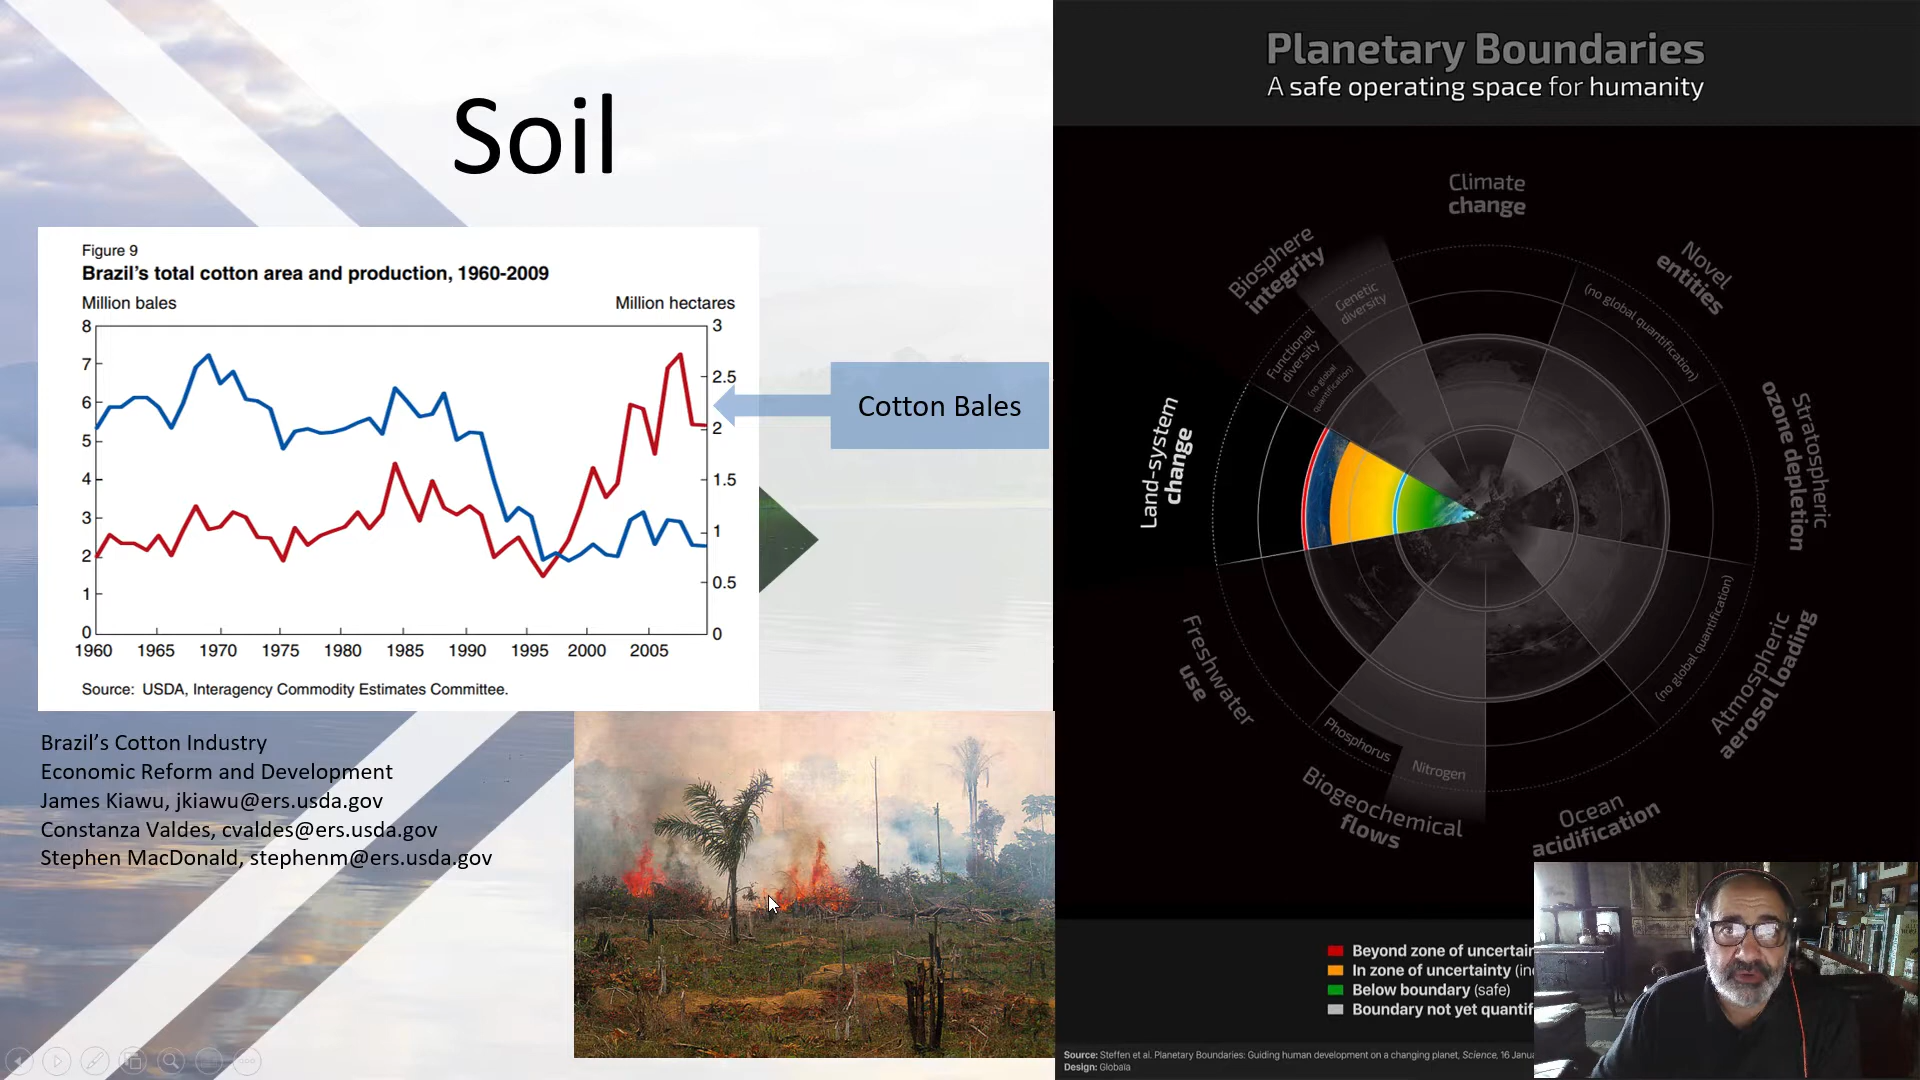 Soil
Figure 9
Brazil's total cotton area and production, 1960-2009
Million bales
Million hectares
8
7
6
5
4
3
2
1
0
3
2.5
2
1.5
1
0.5
0
1960 1965 1970 1975 1980 1985 1990 1995 2000 2005
Source: USDA, Interagency Commodity Estimates Committee.
Cotton Bales
Brazil's Cotton Industry
Economic Reform and Development
James Kiawu, jkiawu@ers.usda.gov
Constanza Valdes, cvaldes@ers.usda.gov
Stephen MacDonald, stephenm@ers.usda.gov
Planetary Boundaries
A safe operating space for humanity
Climate
change
Novel
entities
(no global quantification)
Stratospheric
ozone depletion
Atmospheric
aerosol loading
(no global quantification)
Ocean
acidification
Biogeochemical
flows
Phosphorus
Nitrogen
Freshwater
use
Land-system
change
Biosphere
integrity
Genetic
diversity
Functional
diversity
(no global
quantification)
Beyond zone of uncertain
In zone of uncertainty (in
Below boundary (safe)
Boundary not yet quantif
Source: Steffen et al. Planetary Boundaries: Guiding human development on a changing planet, Science, 16 Janu
Design: Globaïa